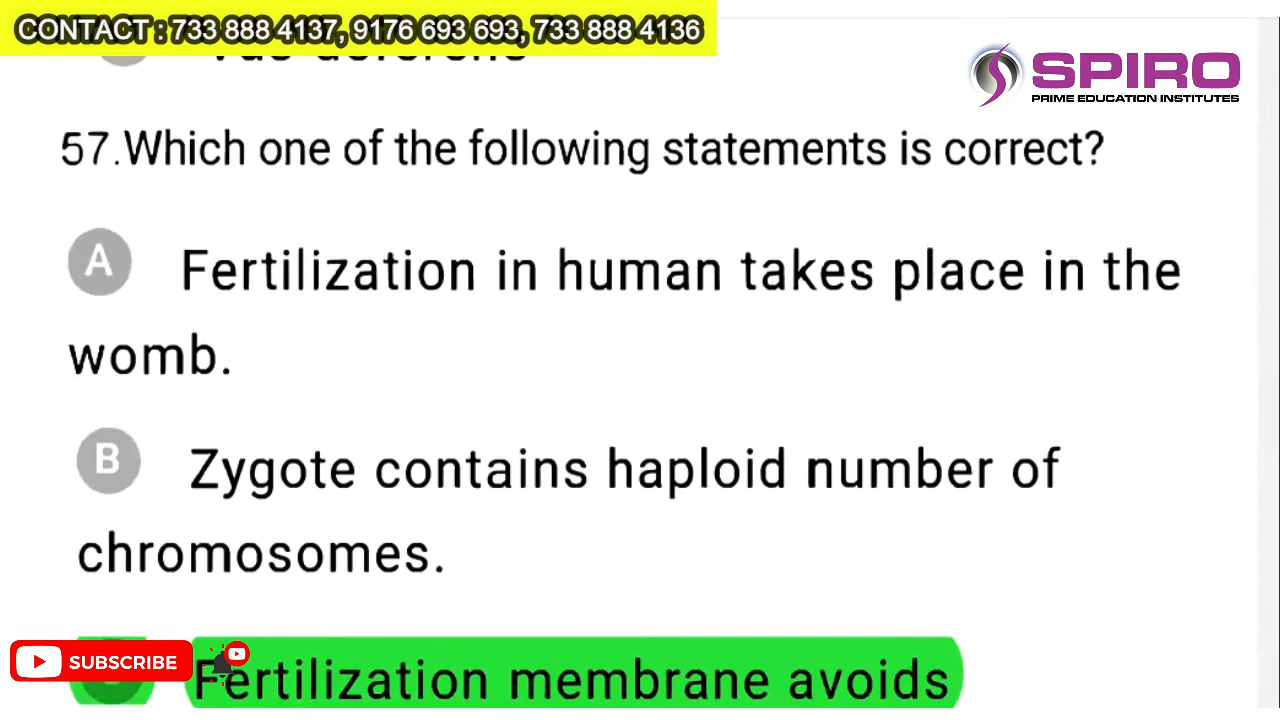 CONTACT : 733 888 4137, 9176 693 693, 733 888 4136
SPIRO
PRIME EDUCATION INSTITUTES
57.Which one of the following statements is correct?
A Fertilization in human takes place in the
womb.
B Zygote contains haploid number of
chromosomes.
SUBSCRIBE
Fertilization membrane avoids